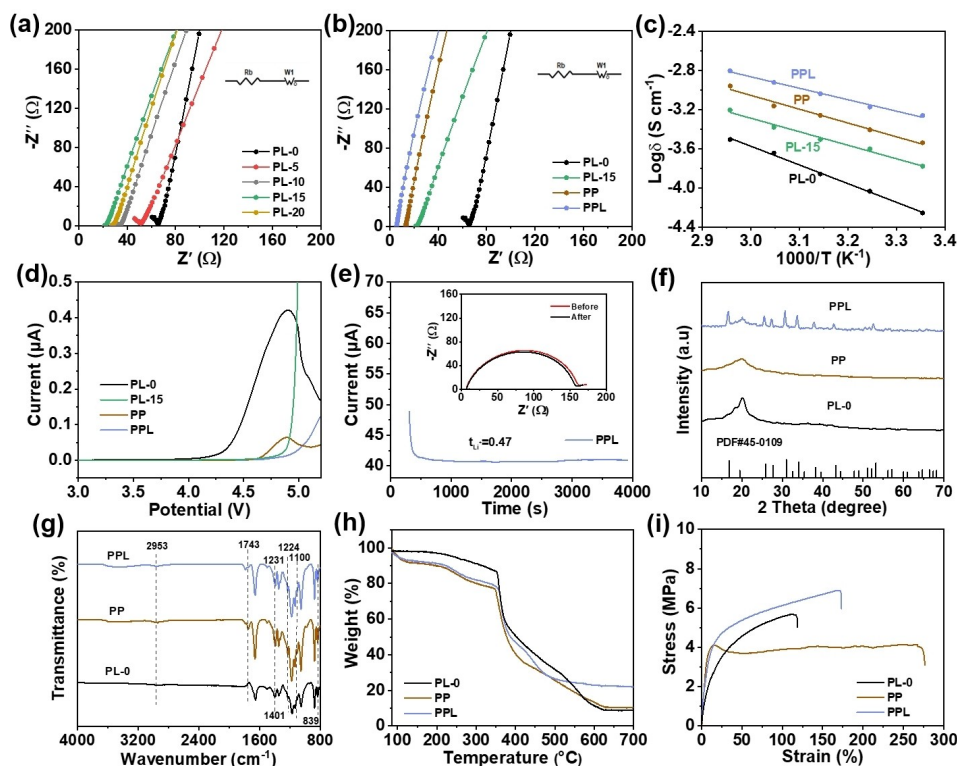 (a)
200
160
120
80
40
0
-Z'' (Ω)
Rb
W1
PL-0
PL-5
PL-10
PL-15
PL-20
0 40 80 120 160 200
Z' (Ω)
(b)
200
160
120
80
40
0
-Z'' (Ω)
Rb
W1
PL-0
PL-15
PP
PPL
0 40 80 120 160 200
Z' (Ω)
(c)
-2.4
-2.8
-3.2
-3.6
-4.0
-4.4
Logδ (S cm⁻¹)
PPL
PP
PL-15
PL-0
2.9 3.0 3.1 3.2 3.3 3.4
1000/T (K⁻¹)
(d)
0.5
0.4
0.3
0.2
0.1
0.0
Current (μA)
PL-0
PL-15
PP
PPL
3.0 3.5 4.0 4.5 5.0
Potential (V)
(e)
70
65
60
55
50
45
40
Current (μA)
160
120
80
40
0
-Z'' (Ω)
Before
After
0 50 100 150 200
Z' (Ω)
tLi+=0.47
PPL
0 1000 2000 3000 4000
Time (s)
(f)
Intensity (a.u
PPL
PP
PL-0
PDF#45-0109
10 20 30 40 50 60 70
2 Theta (degree)
(g)
Transmittance (%)
2953
1743
1231
1224
1100
PPL
PP
PL-0
1401
839
4000 3200 2400 1600 800
Wavenumber (cm⁻¹)
(h)
100
80
60
40
20
0
Weight (%)
PL-0
PP
PPL
100 200 300 400 500 600 700
Temperature (°C)
(i)
10
8
6
4
2
0
Stress (MPa)
PL-0
PP
PPL
0 50 100 150 200 250 300
Strain (%)